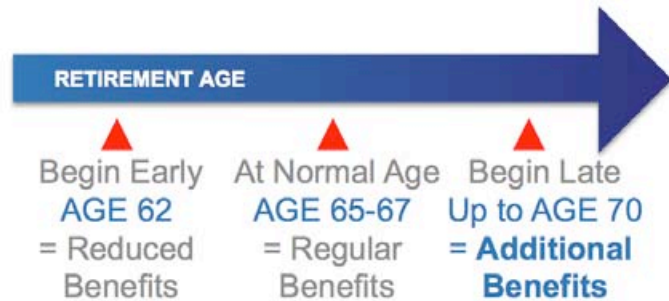 RETIREMENT AGE
Begin Early
AGE 62
= Reduced
Benefits
At Normal Age
AGE 65-67
= Regular
Benefits
Begin Late
Up to AGE 70
= Additional
Benefits